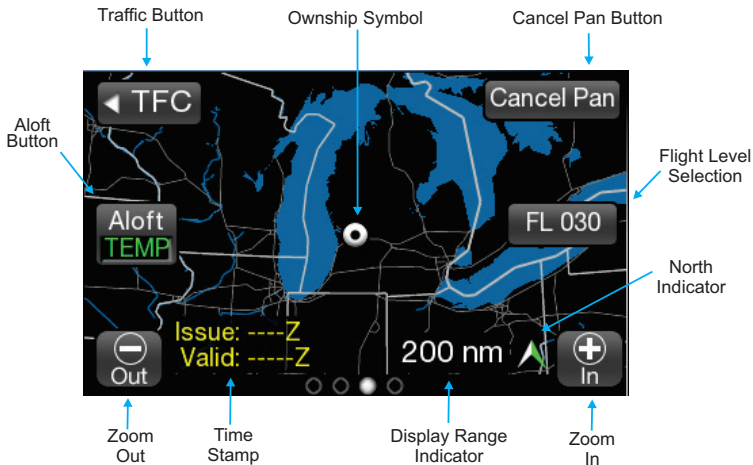 Traffic Button
Ownship Symbol
Cancel Pan Button
TFC
Cancel Pan
Aloft
Button
Flight Level
Selection
Aloft
TEMP
FL 030
North
Indicator
Issue: ----Z
Valid: -----Z
200 nm
Out
In
Zoom
Out
Time
Stamp
Display Range
Indicator
Zoom
In